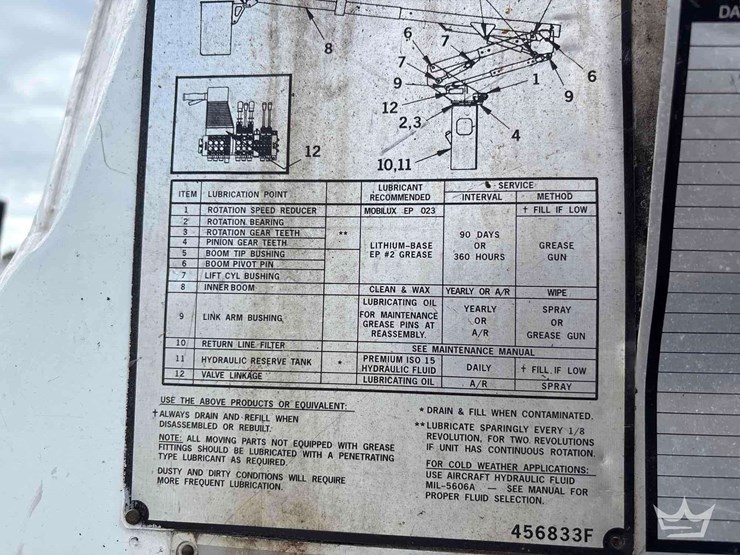 DA
8
6
7
7
9
6
1
9
12
2, 3
4
12
10,11
ITEM LUBRICATION POINT LUBRICANT RECOMMENDED SERVICE INTERVAL METHOD
1 ROTATION SPEED REDUCER MOBILUX EP 023 † FILL IF LOW
2 ROTATION BEARING
3 ROTATION GEAR TEETH **
4 PINION GEAR TEETH
5 BOOM TIP BUSHING
6 BOOM PIVOT PIN
7 LIFT CYL BUSHING
LITHIUM-BASE
EP #2 GREASE
90 DAYS
OR
360 HOURS
GREASE
GUN
8 INNER BOOM CLEAN & WAX YEARLY OR A/R WIPE
9 LINK ARM BUSHING
LUBRICATING OIL
FOR MAINTENANCE
GREASE PINS AT
REASSEMBLY.
YEARLY
OR
A/R
SPRAY
OR
GREASE GUN
10 RETURN LINE FILTER SEE MAINTENANCE MANUAL
11 HYDRAULIC RESERVE TANK * PREMIUM ISO 15
HYDRAULIC FLUID DAILY † FILL IF LOW
12 VALVE LINKAGE LUBRICATING OIL A/R SPRAY
USE THE ABOVE PRODUCTS OR EQUIVALENT:
†ALWAYS DRAIN AND REFILL WHEN
DISASSEMBLED OR REBUILT.
NOTE: ALL MOVING PARTS NOT EQUIPPED WITH GREASE
FITTINGS SHOULD BE LUBRICATED WITH A PENETRATING
TYPE LUBRICANT AS REQUIRED.
DUSTY AND DIRTY CONDITIONS WILL REQUIRE
MORE FREQUENT LUBRICATION.
* DRAIN & FILL WHEN CONTAMINATED.
**LUBRICATE SPARINGLY EVERY 1/8
REVOLUTION, FOR TWO REVOLUTIONS
IF UNIT HAS CONTINUOUS ROTATION.
FOR COLD WEATHER APPLICATIONS:
USE AIRCRAFT HYDRAULIC FLUID
MIL-5606A — SEE MANUAL FOR
PROPER FLUID SELECTION.
456833F